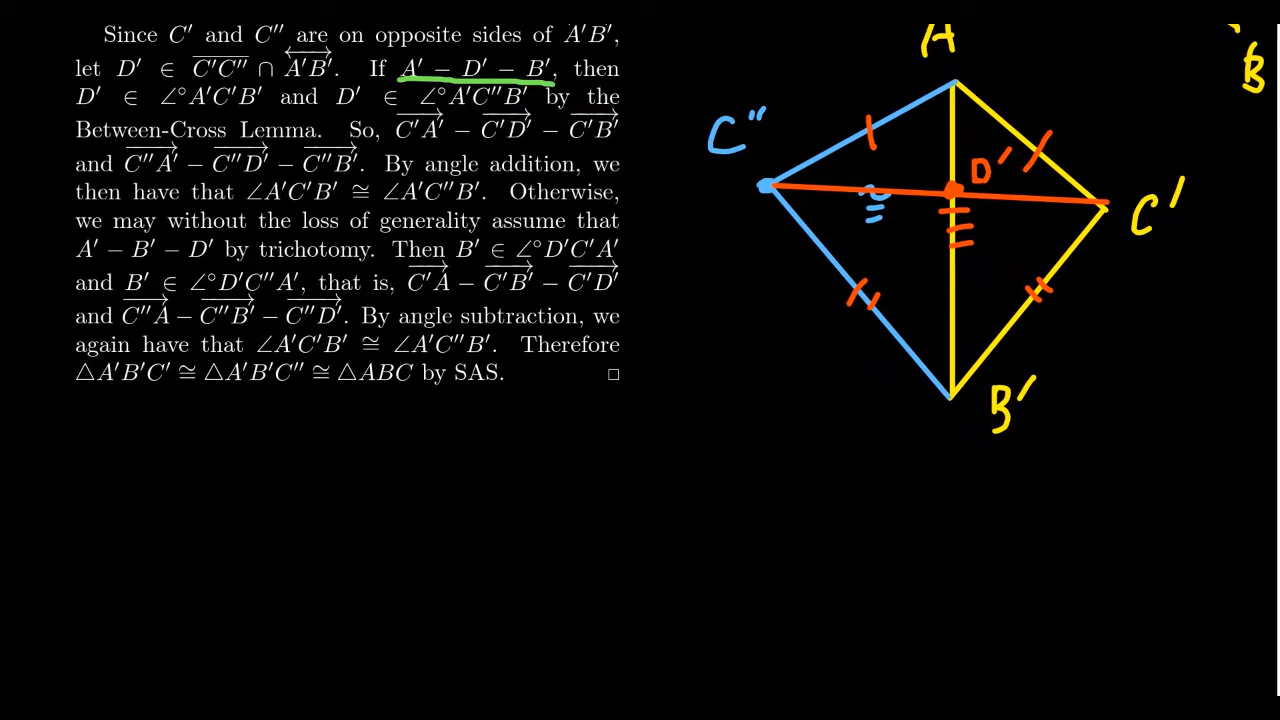 Since C′ and C″ are on opposite sides of A′B′,
let D′ ∈ C′C″ ∩ A′B′. If A′ − D′ − B′, then
D′ ∈ ∠°A′C′B′ and D′ ∈ ∠°A′C″B′ by the
Between-Cross Lemma. So, C′A′ − C′D′ − C′B′
and C″A′ − C″D′ − C″B′. By angle addition, we
then have that ∠A′C′B′ ≅ ∠A′C″B′. Otherwise,
we may without the loss of generality assume that
A′ − B′ − D′ by trichotomy. Then B′ ∈ ∠°D′C′A′
and B′ ∈ ∠°D′C″A′, that is, C′A − C′B′ − C′D′
and C″A − C″B′ − C″D′. By angle subtraction, we
again have that ∠A′C′B′ ≅ ∠A′C″B′. Therefore
△A′B′C′ ≅ △A′B′C″ ≅ △ABC by SAS. □
A
B
C″
D′
C′
B′